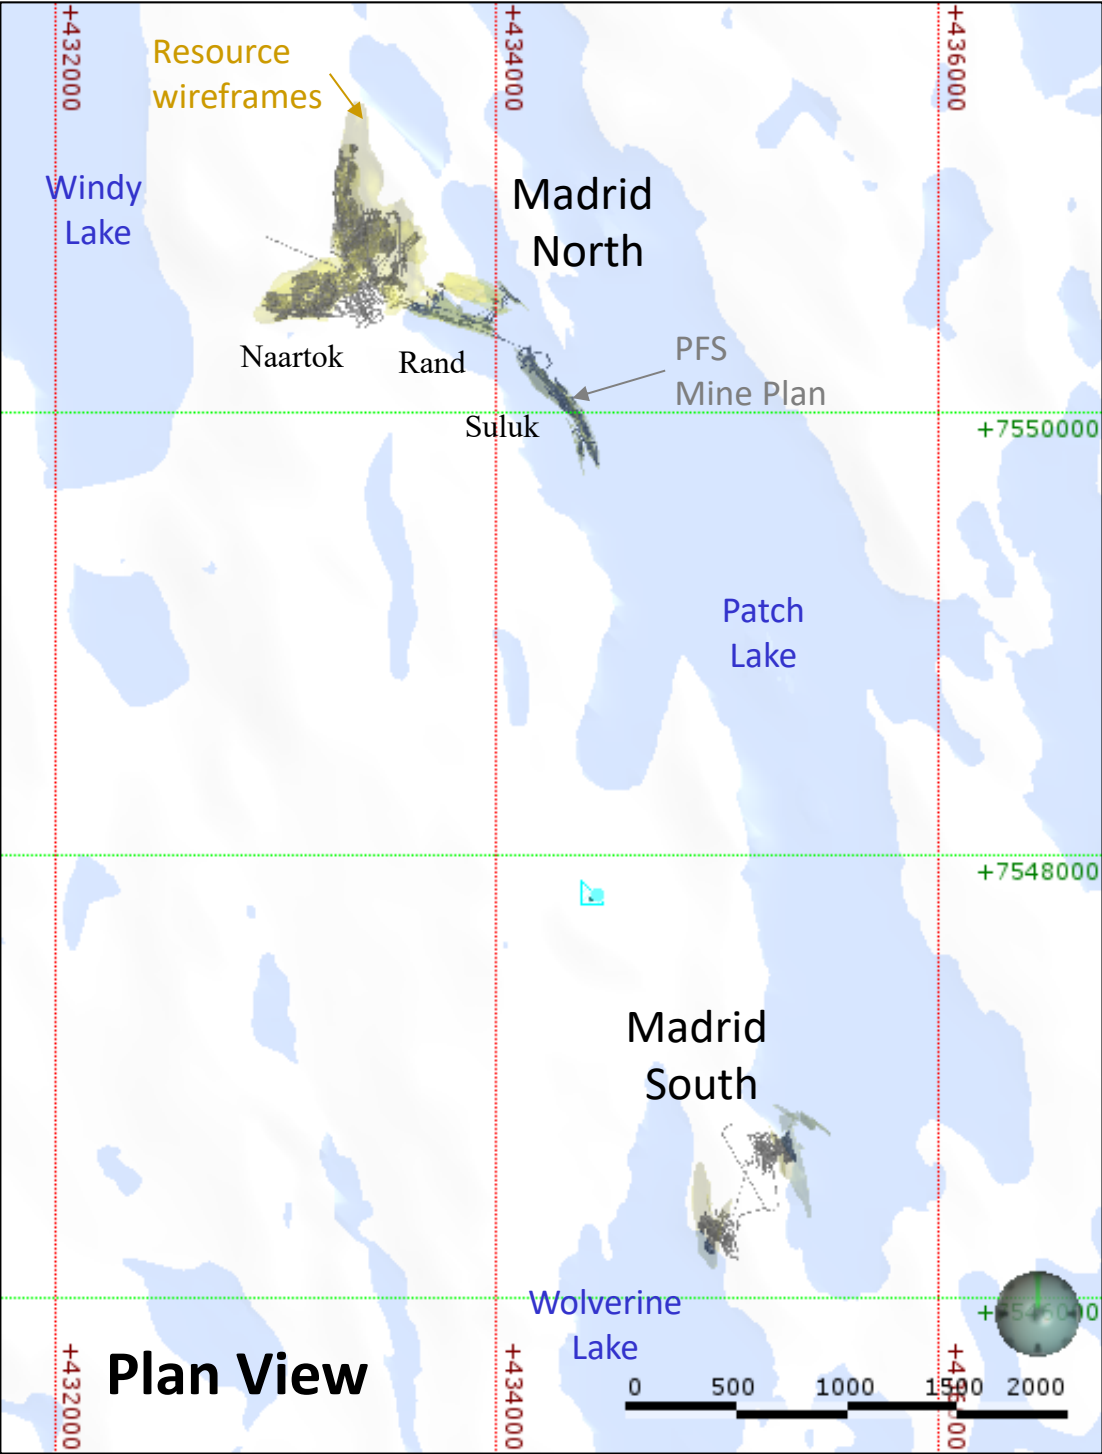 +432000
+434000
+436000
Resource
wireframes
Windy
Lake
Madrid
North
Naartok
Rand
PFS
Mine Plan
Suluk
+7550000
Patch
Lake
+7548000
Madrid
South
Wolverine
Lake
Plan View
0 500 1000 1500 2000
+432000
+434000